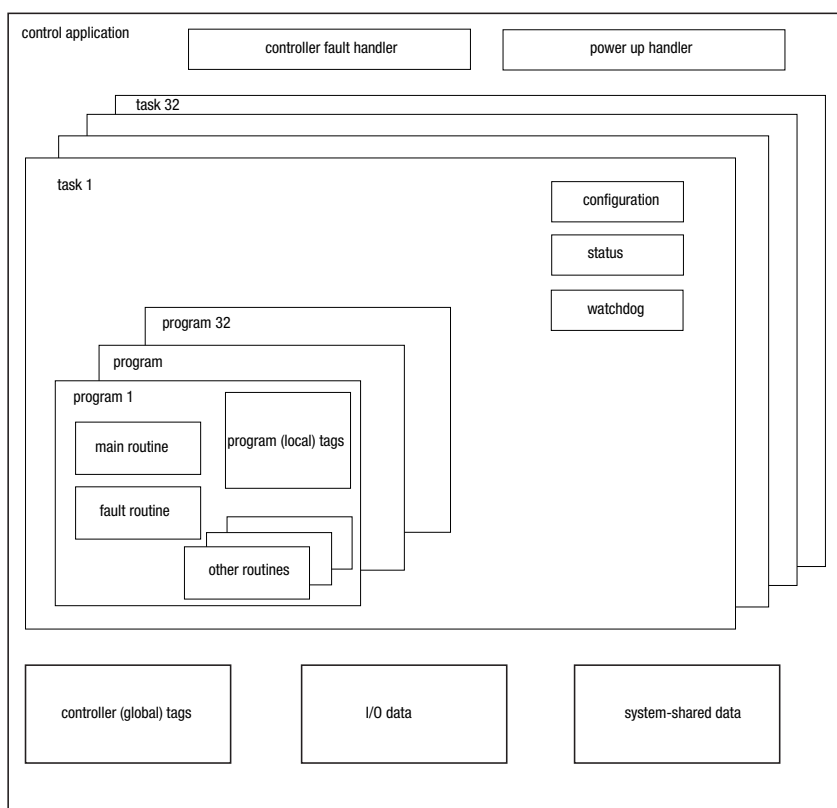 control application
controller fault handler
power up handler
task 32
task 1
configuration
status
watchdog
program 32
program
program 1
main routine
program (local) tags
fault routine
other routines
controller (global) tags
I/O data
system-shared data